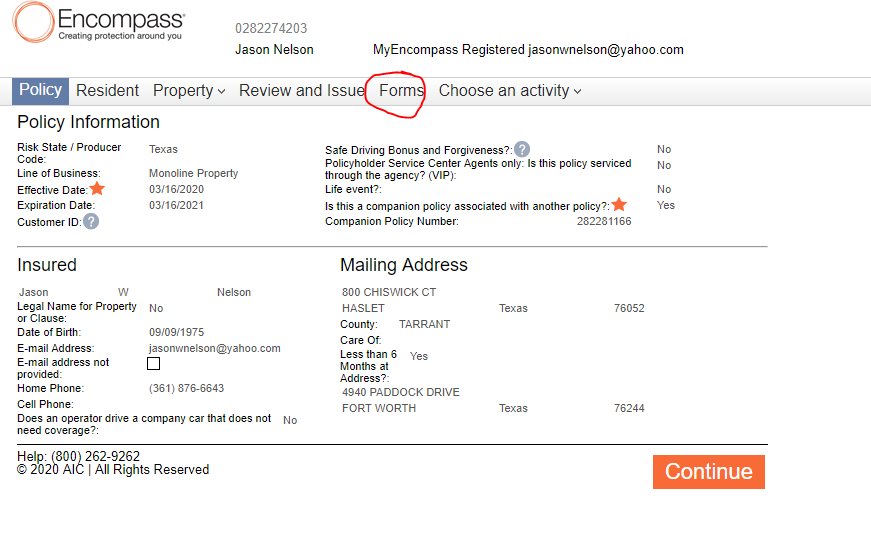 Encompass®
Creating protection around you
0282274203
Jason Nelson MyEncompass Registered jasonwnelson@yahoo.com
Policy Resident Property Review and Issue Forms Choose an activity
Policy Information
Risk State / Producer
Code: Texas
Line of Business: Monoline Property
Effective Date: 03/16/2020
Expiration Date: 03/16/2021
Customer ID: ?
Safe Driving Bonus and Forgiveness?: ? No
Policyholder Service Center Agents only: Is this policy serviced No
through the agency? (VIP):
Life event?: No
Is this a companion policy associated with another policy?: Yes
Companion Policy Number: 282281166
Insured
Jason W Nelson
Legal Name for Property No
or Clause:
Date of Birth: 09/09/1975
E-mail Address: jasonwnelson@yahoo.com
E-mail address not
provided:
Home Phone: (361) 876-6643
Cell Phone:
Does an operator drive a company car that does not No
need coverage?:
Mailing Address
800 CHISWICK CT
HASLET Texas 76052
County: TARRANT
Care Of:
Less than 6 Yes
Months at
Address?:
4940 PADDOCK DRIVE
FORT WORTH Texas 76244
Help: (800) 262-9262
© 2020 AIC | All Rights Reserved
Continue